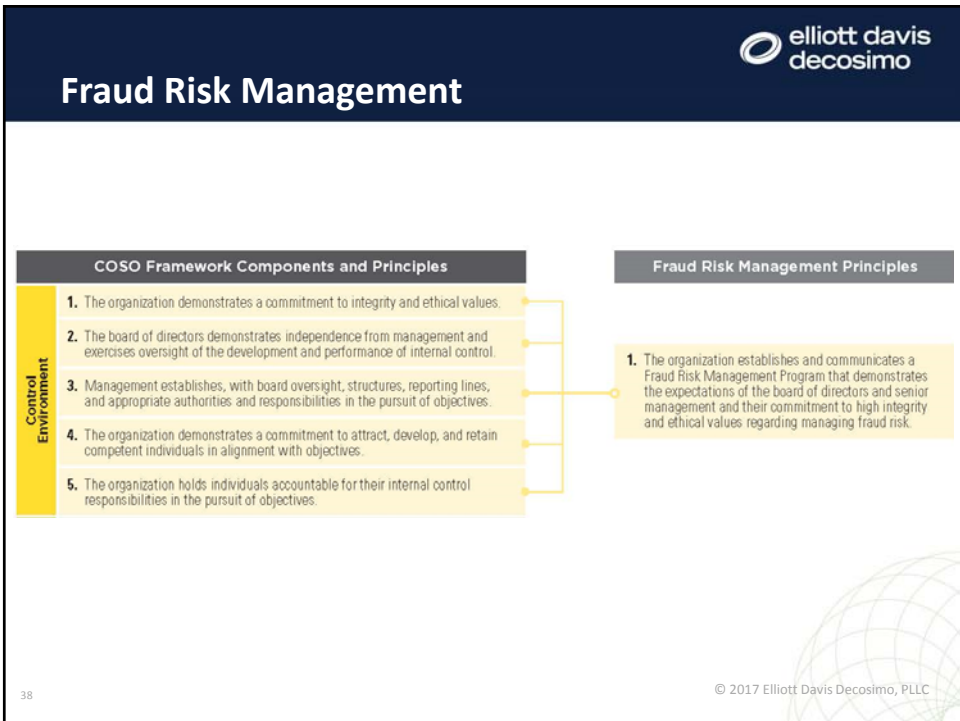 elliott davis
decosimo
Fraud Risk Management
COSO Framework Components and Principles
Control
Environment
1. The organization demonstrates a commitment to integrity and ethical values.
2. The board of directors demonstrates independence from management and
exercises oversight of the development and performance of internal control.
3. Management establishes, with board oversight, structures, reporting lines,
and appropriate authorities and responsibilities in the pursuit of objectives.
4. The organization demonstrates a commitment to attract, develop, and retain
competent individuals in alignment with objectives.
5. The organization holds individuals accountable for their internal control
responsibilities in the pursuit of objectives.
Fraud Risk Management Principles
1. The organization establishes and communicates a
Fraud Risk Management Program that demonstrates
the expectations of the board of directors and senior
management and their commitment to high integrity
and ethical values regarding managing fraud risk.
38
© 2017 Elliott Davis Decosimo, PLLC